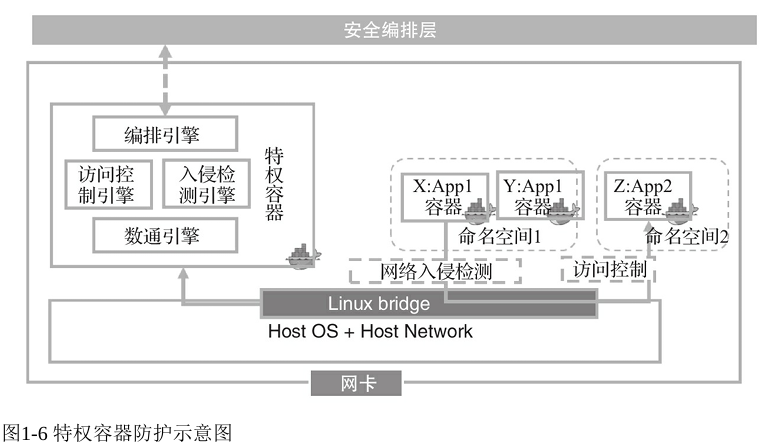 安全编排层
编排引擎
访问控
制引擎
入侵检
测引擎
数通引擎
特权容器
X:App1
容器
Y:App1
容器
命名空间1
Z:App2
容器
命名空间2
网络入侵检测
访问控制
Linux bridge
Host OS + Host Network
网卡
图1-6 特权容器防护示意图